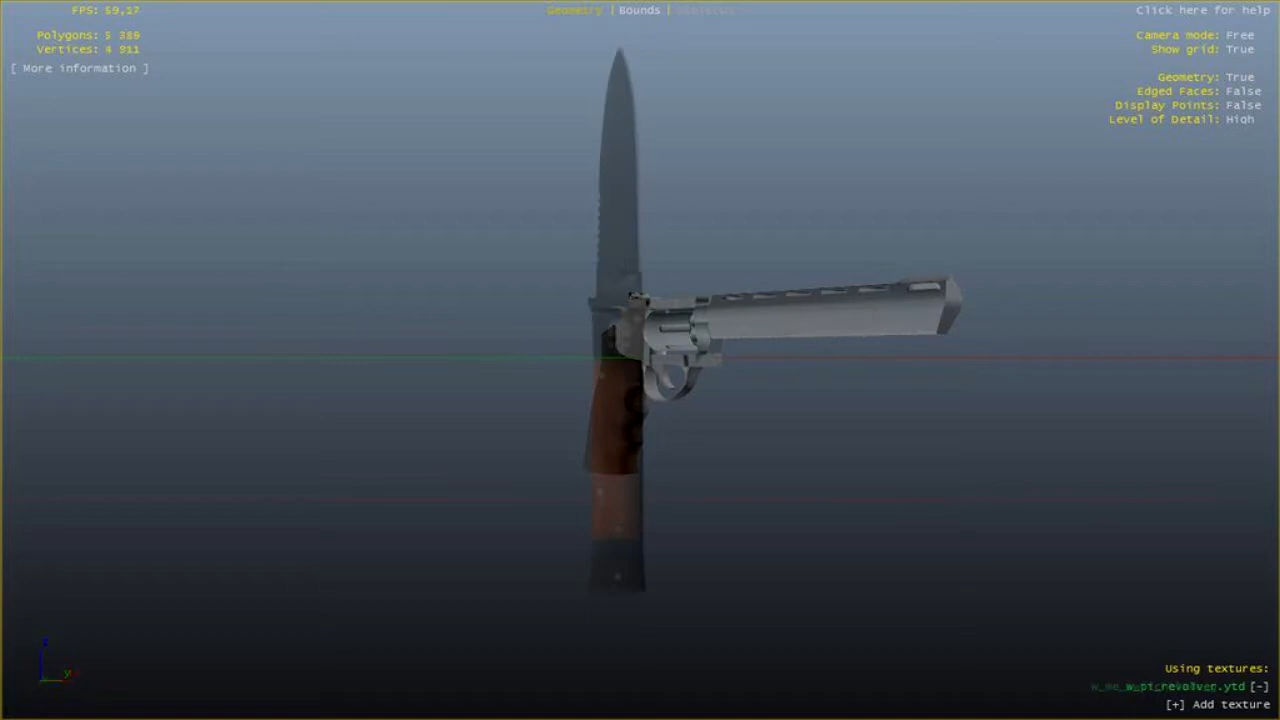 FPS: 59,17
Geometry | Bounds |
Click here for help
Polygons: 5 388
Vertices: 4 911
[ More information ]
Camera mode: Free
Show grid: True
Geometry: True
Edged Faces: False
Display Points: False
Level of Detail: High
z
y
Using textures:
[-]
[+] Add texture